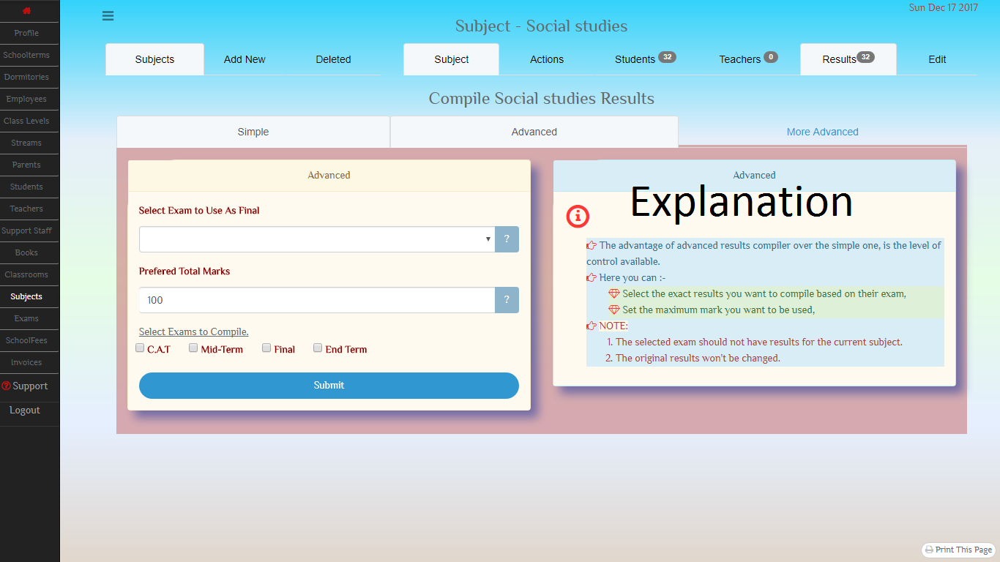 Sun Dec 17 2017
Subject - Social studies
Profile
Schoolterms
Dormitories
Employees
Class Levels
Streams
Parents
Students
Teachers
Support Staff
Books
Classrooms
Subjects
Exams
SchoolFees
Invoices
Support
Logout
Subjects Add New Deleted Subject Actions Students 32 Teachers 0 Results 32 Edit
Compile Social studies Results
Simple Advanced More Advanced
Advanced
Select Exam to Use As Final
?
Prefered Total Marks
100 ?
Select Exams to Compile.
C.A.T Mid-Term Final End Term
Submit
Advanced
Explanation
The advantage of advanced results compiler over the simple one, is the level of
control available.
Here you can :-
Select the exact results you want to compile based on their exam,
Set the maximum mark you want to be used,
NOTE:
1. The selected exam should not have results for the current subject.
2. The original results won't be changed.
Print This Page